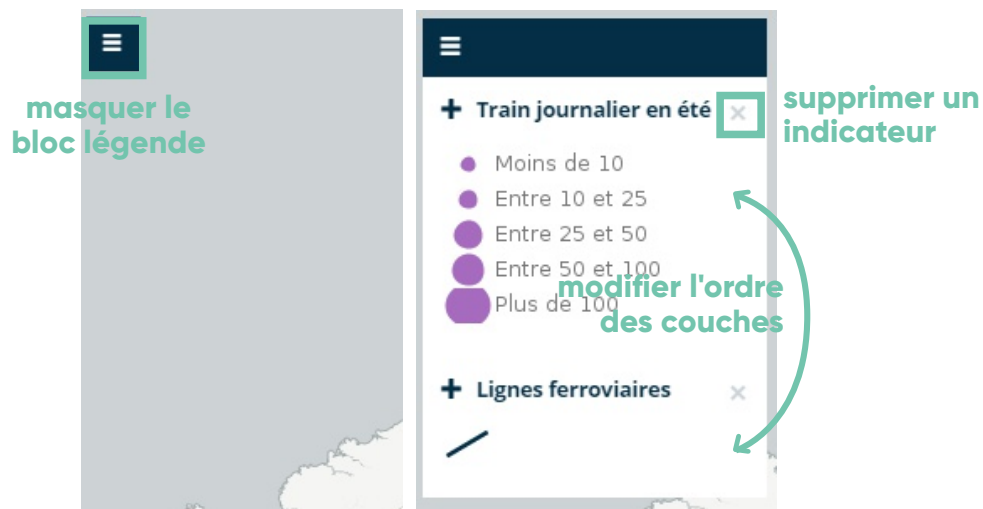 masquer le
bloc légende
Train journalier en été
supprimer un
indicateur
Moins de 10
Entre 10 et 25
Entre 25 et 50
Entre 50 et 100
Plus de 100
modifier l'ordre
des couches
Lignes ferroviaires